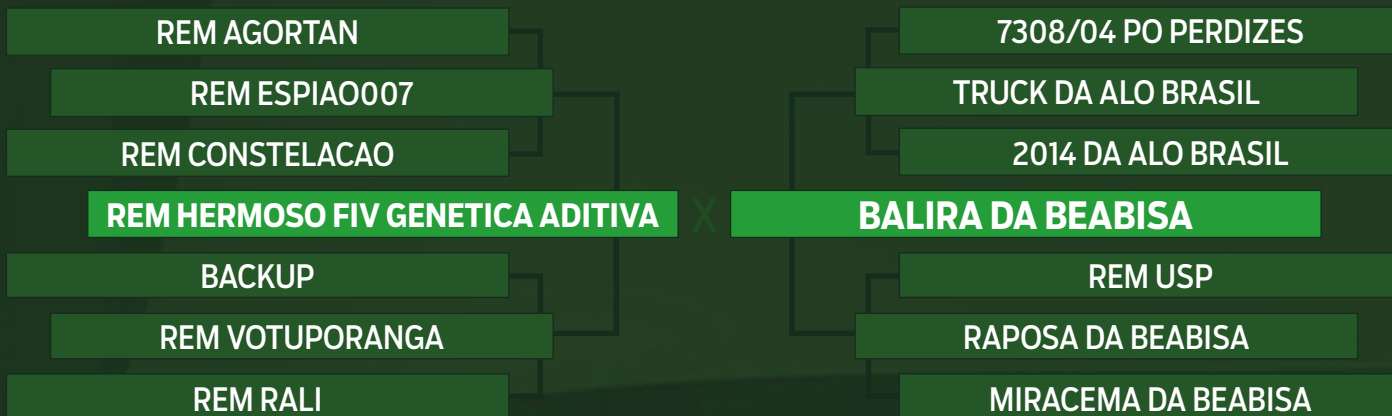 REM AGORTAN
REM ESPIAO007
REM CONSTELACAO
REM HERMOSO FIV GENETICA ADITIVA
BACKUP
REM VOTUPORANGA
REM RALI
X
7308/04 PO PERDIZES
TRUCK DA ALO BRASIL
2014 DA ALO BRASIL
BALIRA DA BEABISA
REM USP
RAPOSA DA BEABISA
MIRACEMA DA BEABISA